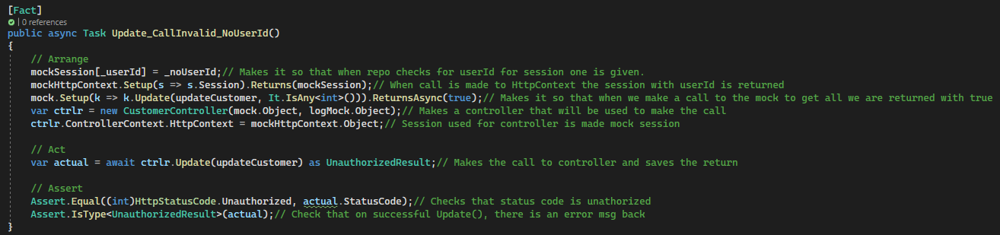 [Fact]
| 0 references
public async Task Update_CallInvalid_NoUserId()
{
// Arrange
mockSession[_userId] = _noUserId;// Makes it so that when repo checks for userId for session one is given.
mockHttpContext.Setup(s => s.Session).Returns(mockSession);// When call is made to HttpContext the session with userId is returned
mock.Setup(k => k.Update(updateCustomer, It.IsAny<int>())).ReturnsAsync(true);// Makes it so that when we make a call to the mock to get all we are returned with true
var ctrlr = new CustomerController(mock.Object, logMock.Object);// Makes a controller that will be used to make the call
ctrlr.ControllerContext.HttpContext = mockHttpContext.Object;// Session used for controller is made mock session
// Act
var actual = await ctrlr.Update(updateCustomer) as UnauthorizedResult;// Makes the call to controller and saves the return
// Assert
Assert.Equal((int)HttpStatusCode.Unauthorized, actual.StatusCode);// Checks that status code is unathorized
Assert.IsType<UnauthorizedResult>(actual);// Check that on successful Update(), there is an error msg back
}